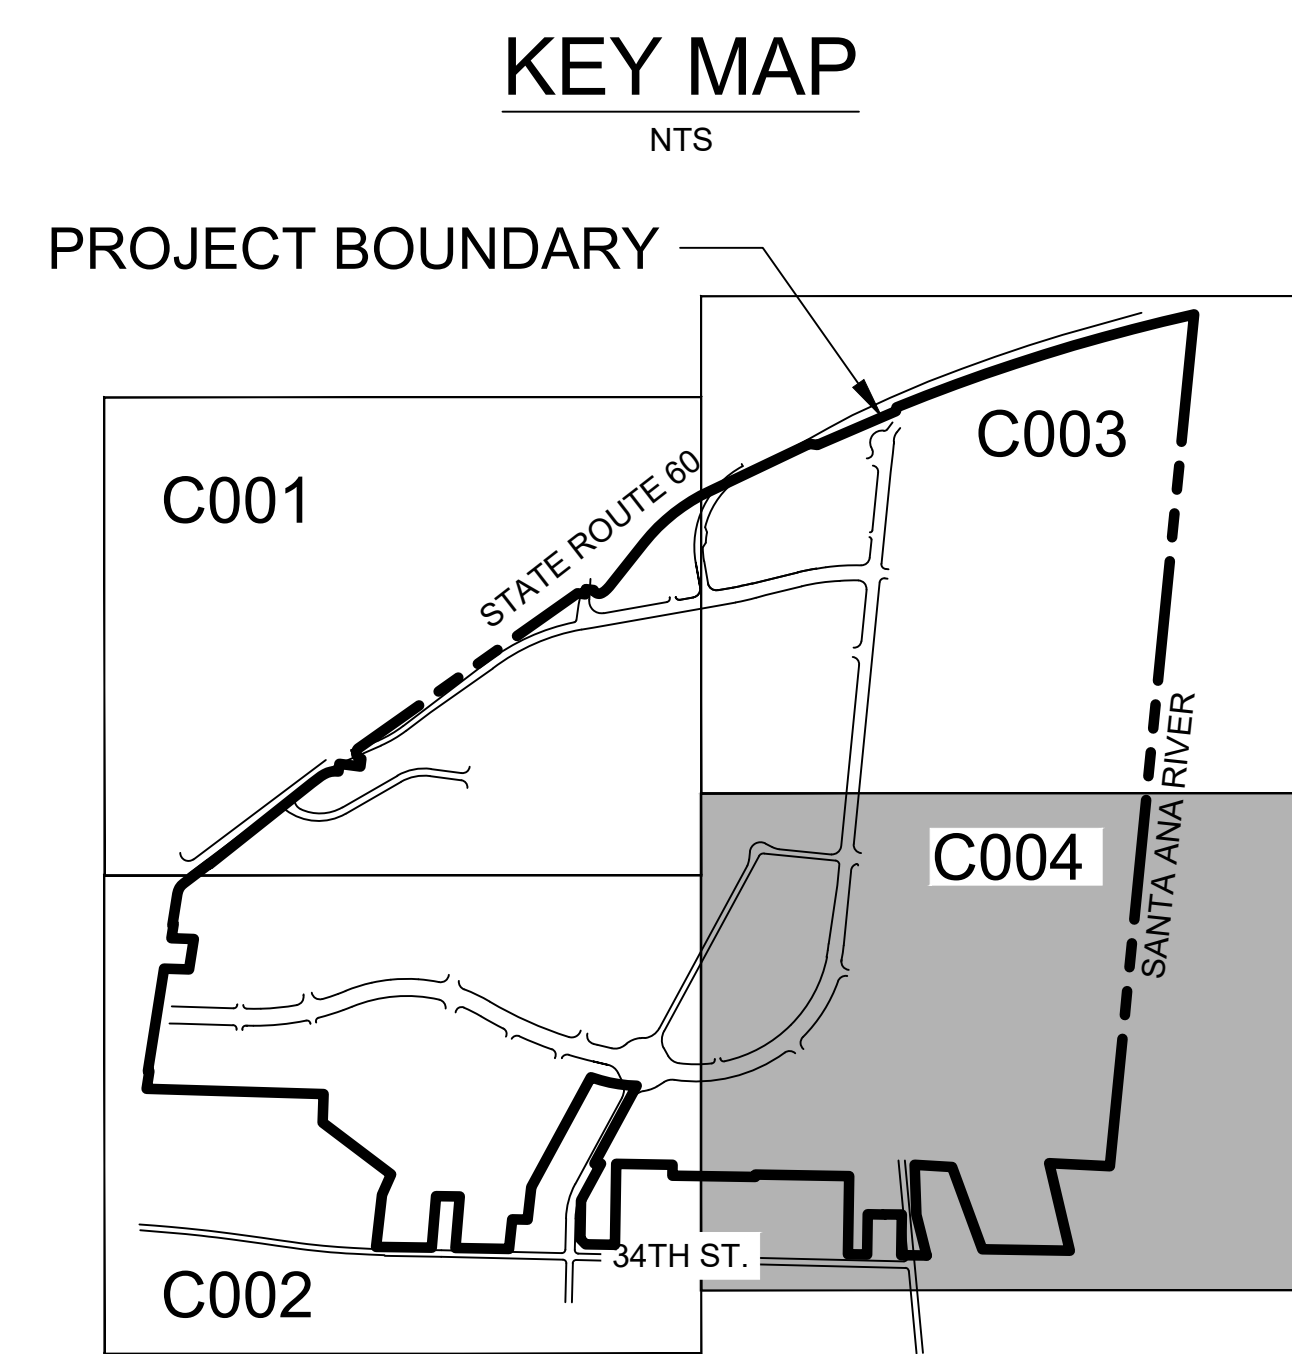 KEY MAP
NTS
PROJECT BOUNDARY
C003
C001
STATE ROUTE 60
SANTA ANA RIVER
C004
34TH ST.
C002